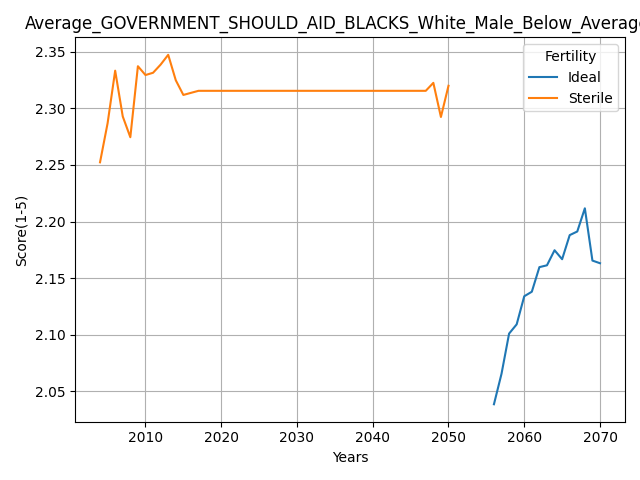 Average_GOVERNMENT_SHOULD_AID_BLACKS_White_Male_Below_Average
Fertility
Ideal
Sterile
2.35
2.30
2.25
2.20
2.15
2.10
2.05
Score(1-5)
2010 2020 2030 2040 2050 2060 2070
Years